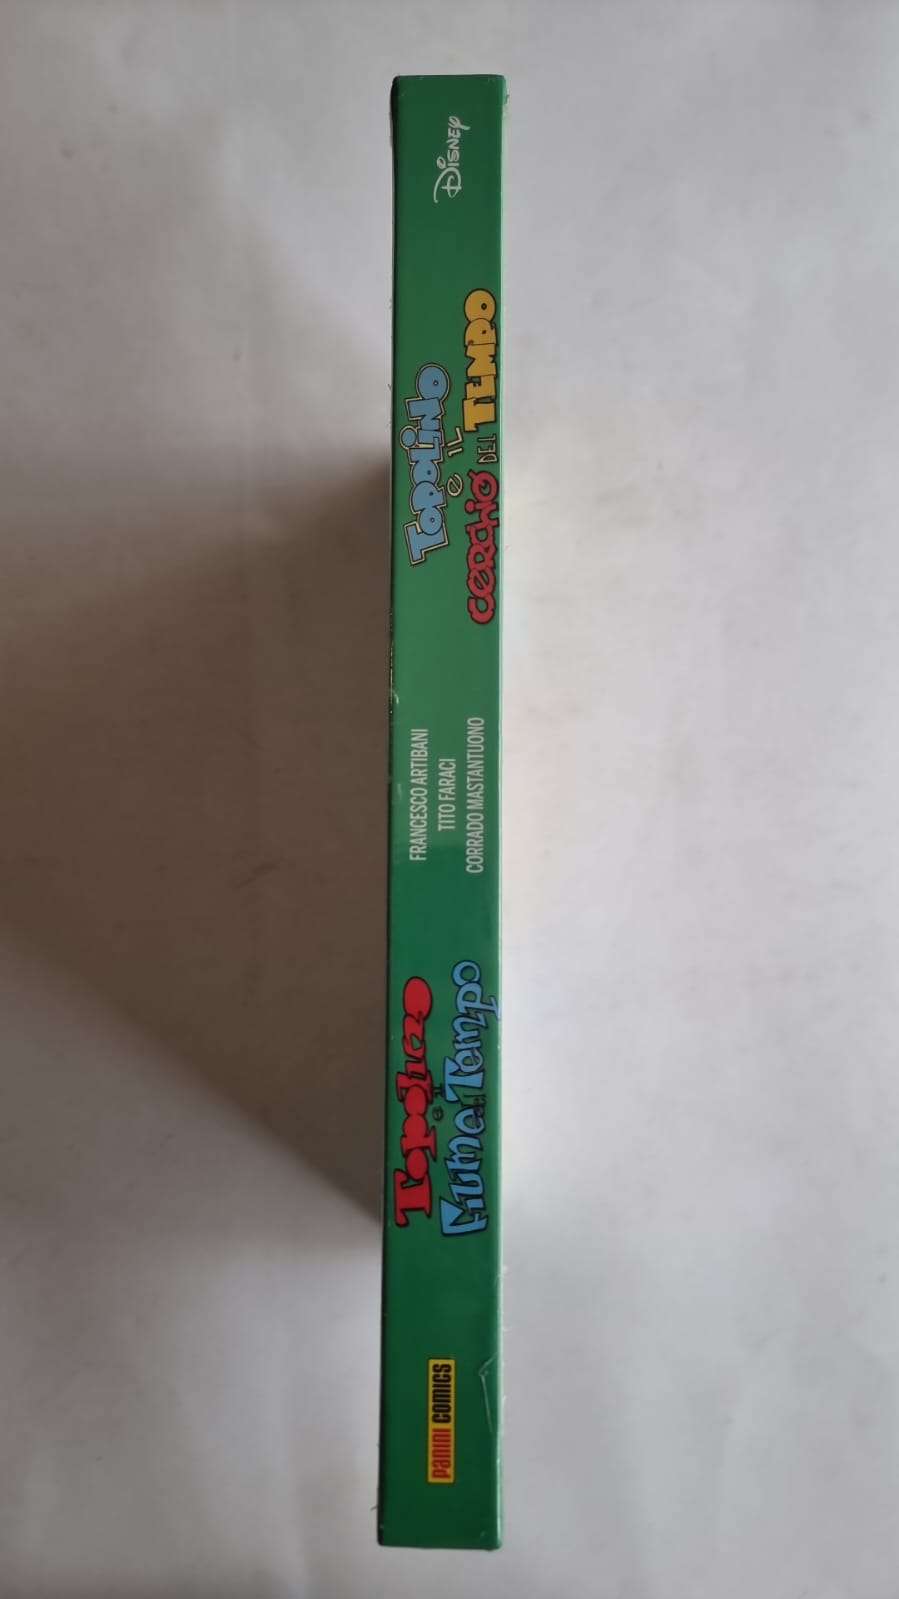 PANINI COMICS
Topolino
e il
Fiume del Tempo
FRANCESCO ARTIBANI
TITO FARACI
CORRADO MASTANTUONO
TOPOLINO
e IL
CERCHIO DEL TEMPO
DISNEY